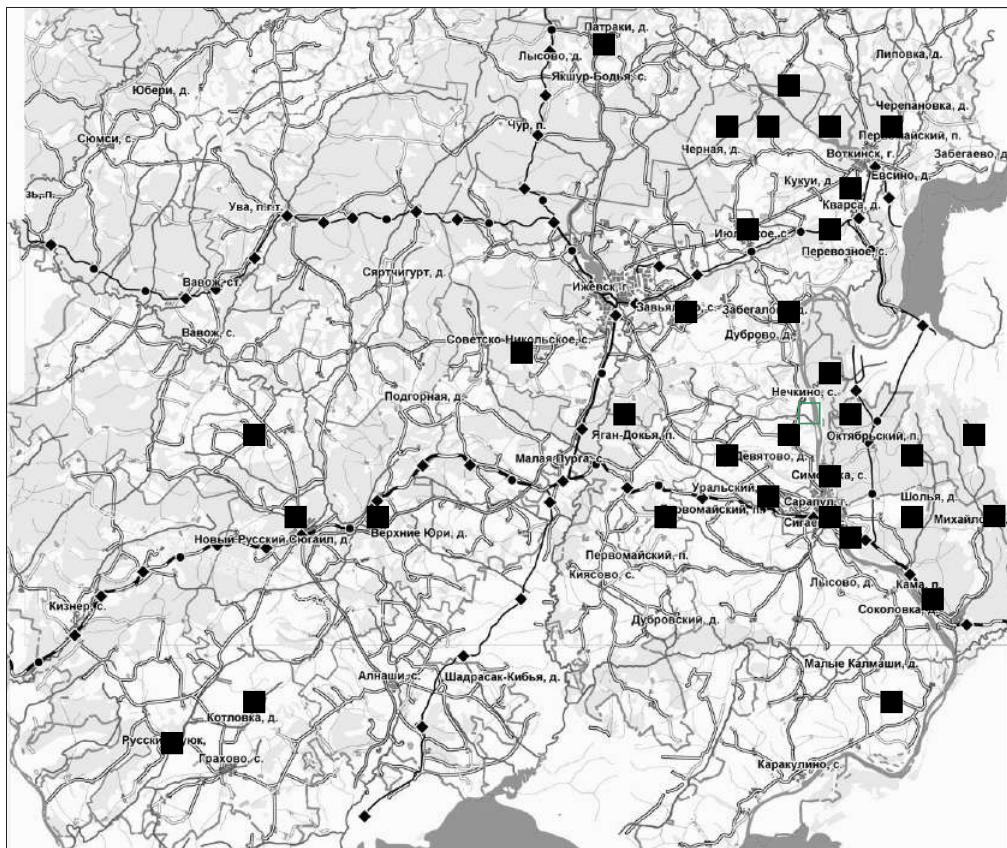 Патраки, д.
Лысово, д.
Липовка, д.
Якшур-Бодья, с.
Юбери, д.
Черепановка, д.
Чур, п.
Сюмси, с.
Первомайский, п.
Черная, д.
Воткинск, г.
Забегаево, д.
Евсино, д.
Кукуи, д.
Кварса, д.
Ува, п.г.т.
Перевозное, с.
Сяртчигурт, д.
Вавож, ст.
Ижевск, г.
Дуброво, д.
Вавож, с.
Советско-Никольское, с.
Нечкино, с.
Подгорная, д.
Яган-Докья, п.
Октябрьский, п.
Девятово, д.
Малая Пурга, с.
Уральский,
Сарапул, г.
Шолья, д.
Верхние Юри, д.
Новый Русский Сюгаил, д.
Первомайский, п.
Киясово, с.
Лысово, д.
Кама, п.
Кизнер, с.
Дубровский, д.
Малые Калмаши, д.
Алнаши, с.
Шадрасак-Кибья, д.
Котловка, д.
Грахово, с.
Каракулино, с.